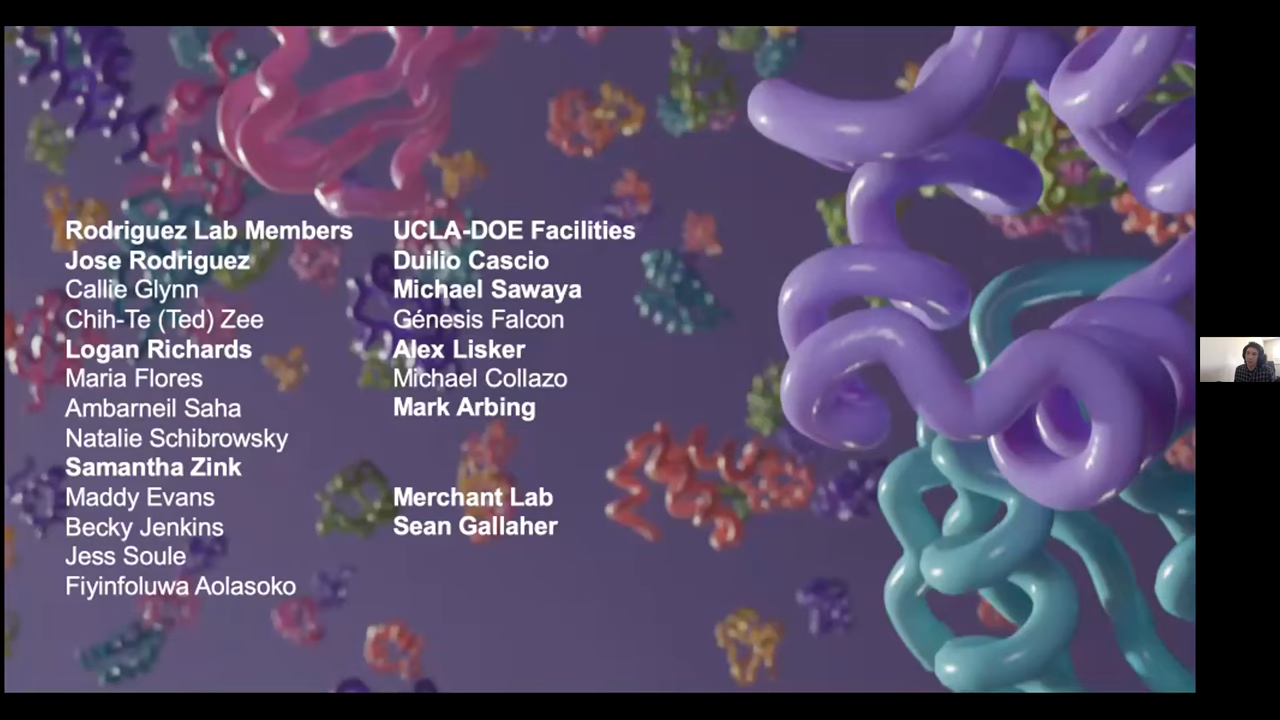 Rodriguez Lab Members
Jose Rodriguez
Callie Glynn
Chih-Te (Ted) Zee
Logan Richards
Maria Flores
Ambarneil Saha
Natalie Schibrowsky
Samantha Zink
Maddy Evans
Becky Jenkins
Jess Soule
Fiyinfoluwa Aolasoko
UCLA-DOE Facilities
Duilio Cascio
Michael Sawaya
Génesis Falcon
Alex Lisker
Michael Collazo
Mark Arbing
Merchant Lab
Sean Gallaher